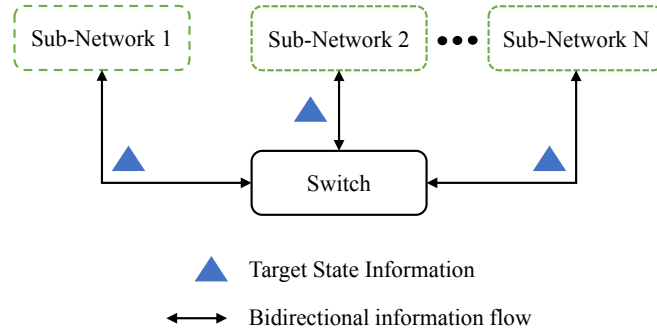 Sub-Network 1
Sub-Network 2
Sub-Network N
Switch
Target State Information
Bidirectional information flow